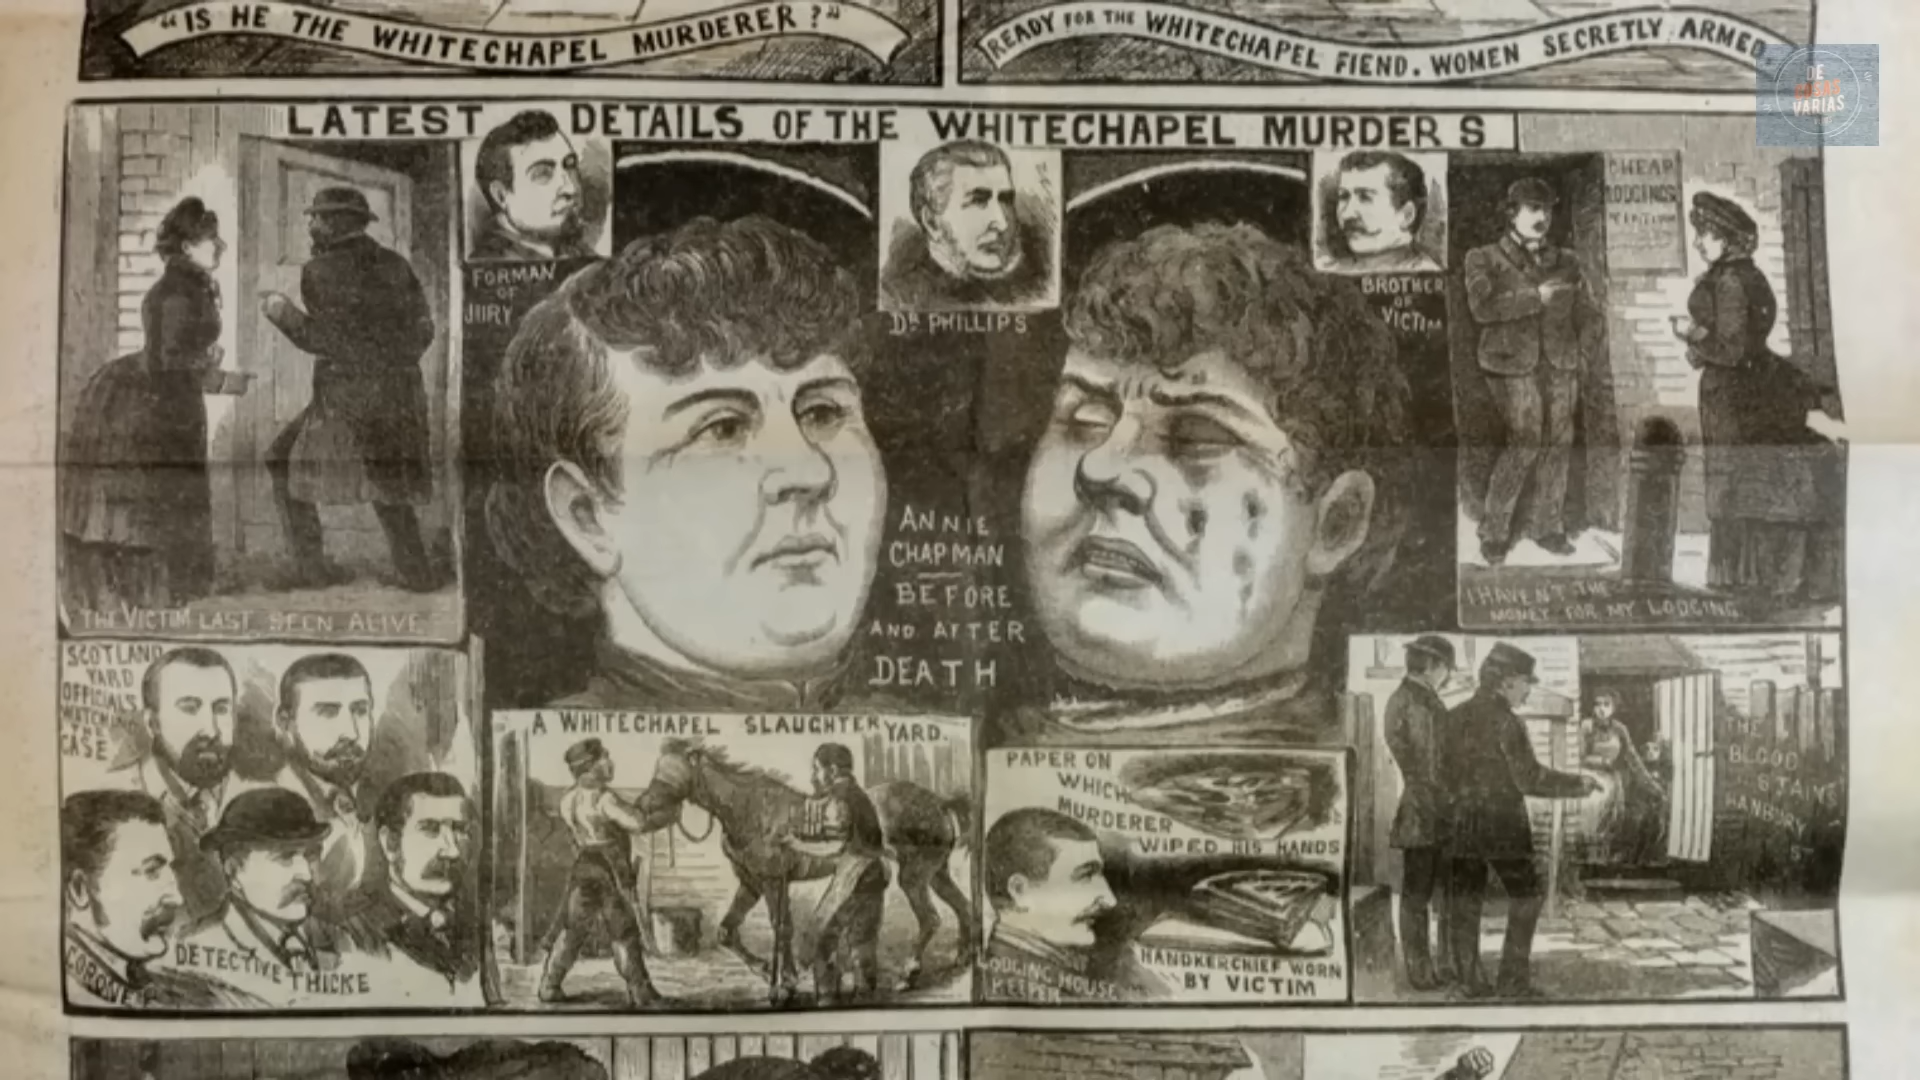 "IS HE THE WHITECHAPEL MURDERER?"
READY FOR THE WHITECHAPEL FIEND. WOMEN SECRETLY ARMED
DE
COSAS
VARIAS
LATEST DETAILS OF THE WHITECHAPEL MURDERS
FORMAN
OF
JURY
DR PHILLIPS
BROTHER
OF
VICTIM
CHEAP
LODGINGS
ANNIE
CHAPMAN
BEFORE
AND AFTER
DEATH
THE VICTIM LAST SEEN ALIVE
I HAVEN'T THE
MONEY FOR MY LODGING
SCOTLAND
YARD
OFFICIALS
WATCHING
THE
CASE
CORONER
DETECTIVE THICKE
A WHITECHAPEL SLAUGHTER YARD.
PAPER ON
WHICH
MURDERER
WIPED HIS HANDS
LODGING HOUSE
KEEPER
HANDKERCHIEF WORN
BY VICTIM
THE
BLOOD
STAINS
HANBURY
ST